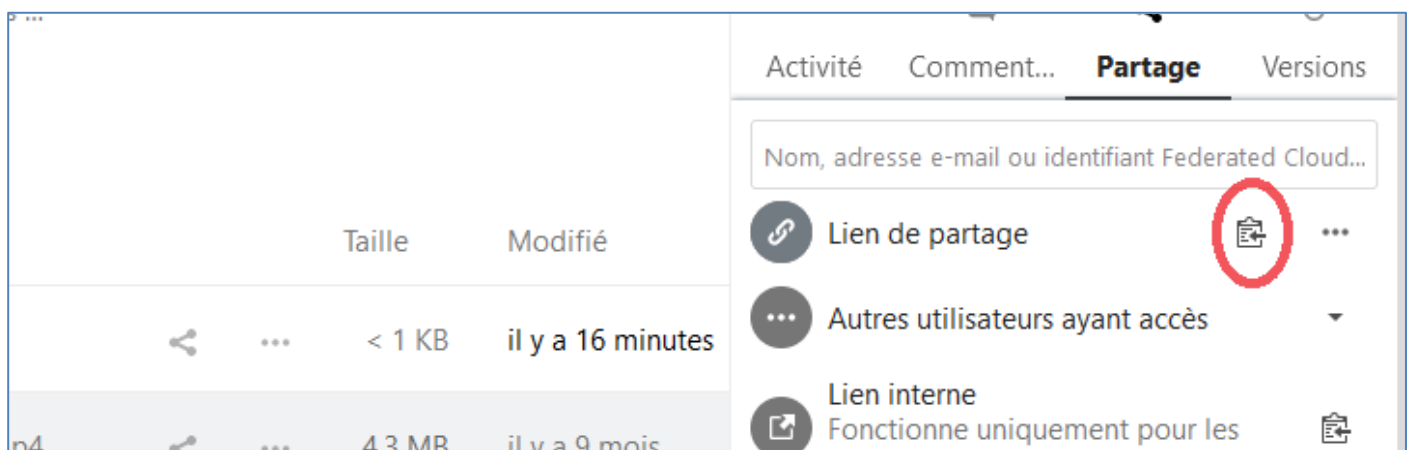 Activité Comment... Partage Versions
Nom, adresse e-mail ou identifiant Federated Cloud...
Lien de partage
Autres utilisateurs ayant accès
Lien interne
Fonctionne uniquement pour les
Taille Modifié
< 1 KB il y a 16 minutes
p4 4.3 MB il y a 9 mois